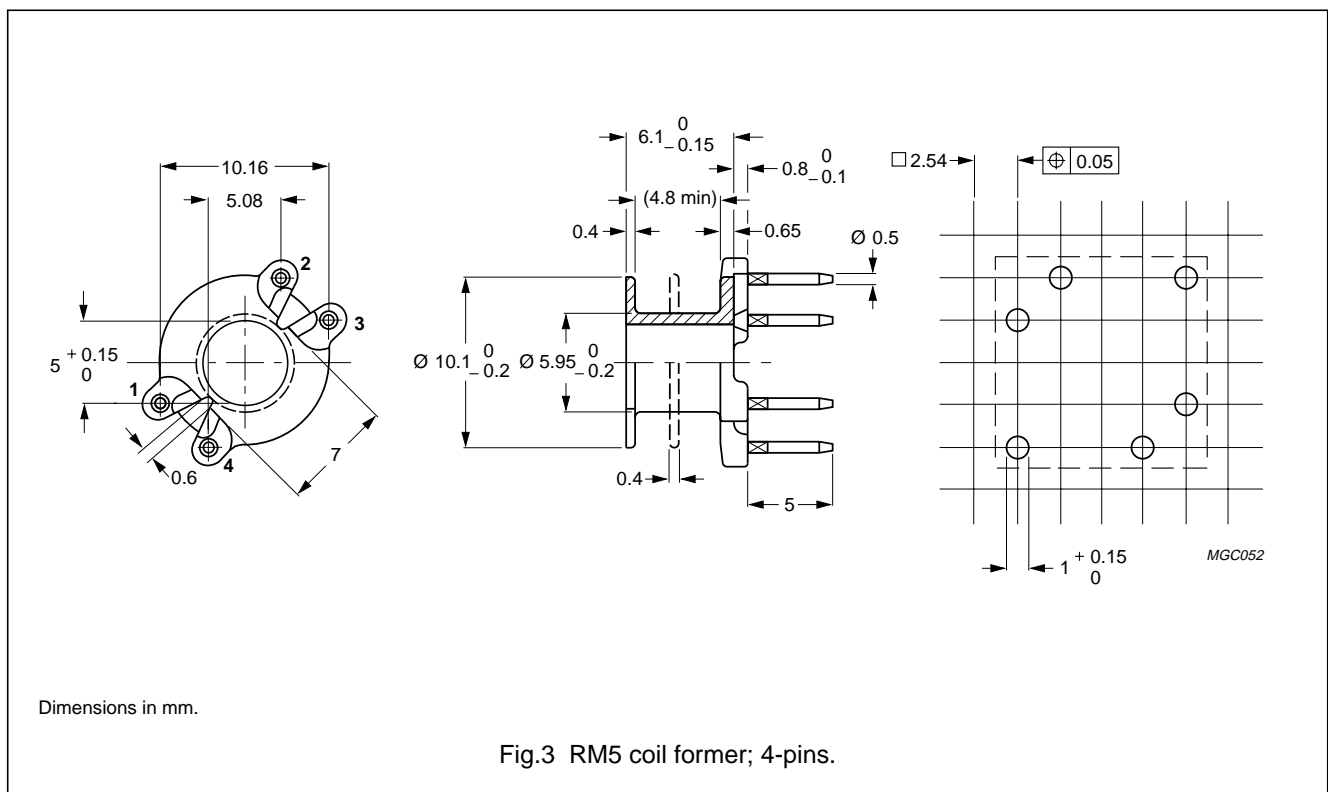 10.16
5.08
2
3
5 + 0.15
0
1
4
0.6
7
6.1 0
− 0.15
0.8 0
− 0.1
(4.8 min)
0.4
0.65
Ø 0.5
Ø 10.1 0
− 0.2
Ø 5.95 0
− 0.2
0.4
5
□ 2.54
⌖ 0.05
1 + 0.15
0
MGC052
Dimensions in mm.
Fig.3 RM5 coil former; 4-pins.